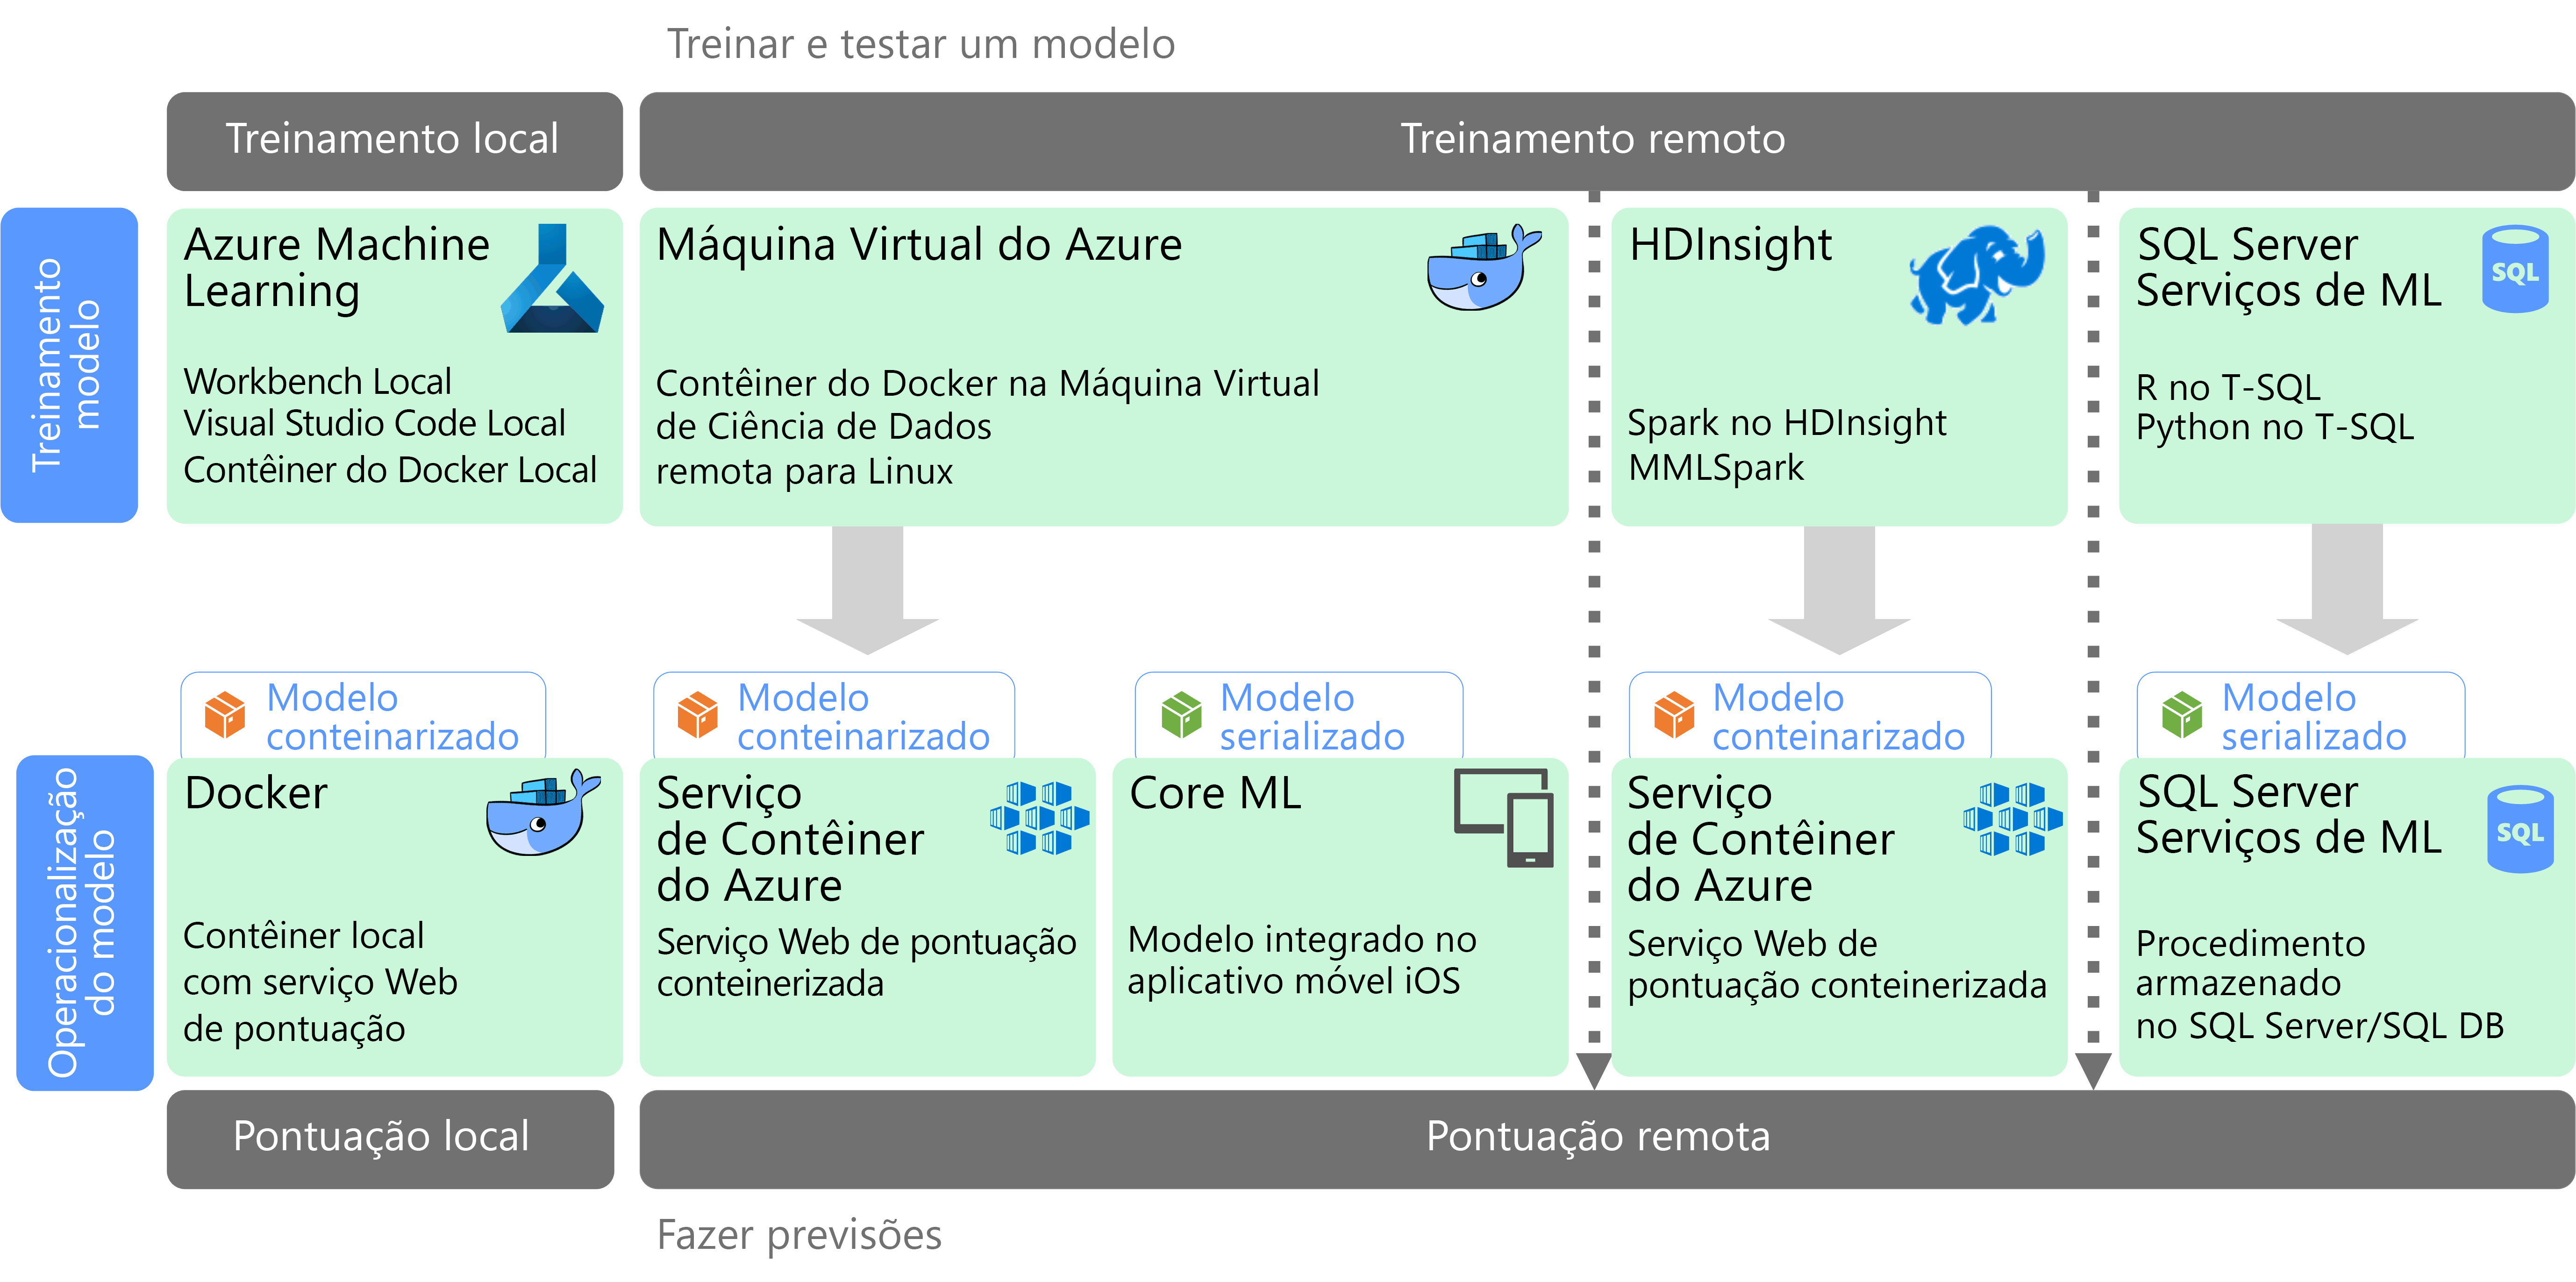 Treinar e testar um modelo
Treinamento local
Treinamento remoto
Treinamento
modelo
Azure Machine
Learning
Workbench Local
Visual Studio Code Local
Contêiner do Docker Local
Máquina Virtual do Azure
Contêiner do Docker na Máquina Virtual
de Ciência de Dados
remota para Linux
HDInsight
Spark no HDInsight
MMLSpark
SQL Server
Serviços de ML
SQL
R no T-SQL
Python no T-SQL
Operacionalização
do modelo
Modelo
conteinarizado
Docker
Contêiner local
com serviço Web
de pontuação
Modelo
conteinarizado
Serviço
de Contêiner
do Azure
Serviço Web de pontuação
conteinerizada
Modelo
serializado
Core ML
Modelo integrado no
aplicativo móvel iOS
Modelo
conteinarizado
Serviço
de Contêiner
do Azure
Serviço Web de
pontuação conteinerizada
Modelo
serializado
SQL Server
Serviços de ML
SQL
Procedimento
armazenado
no SQL Server/SQL DB
Pontuação local
Pontuação remota
Fazer previsões